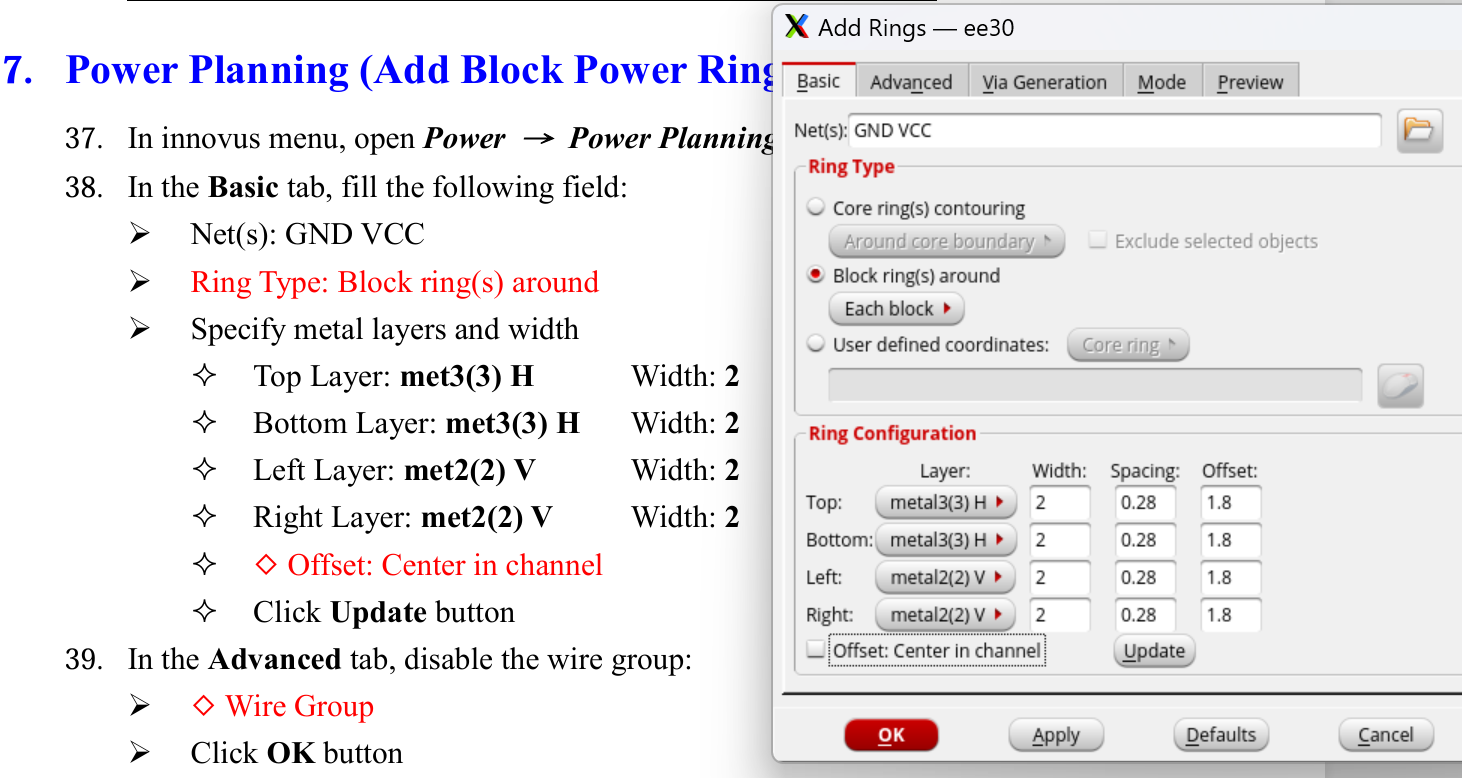 7. Power Planning (Add Block Power Ring
37. In innovus menu, open Power → Power Planning
38. In the Basic tab, fill the following field:
➢ Net(s): GND VCC
➢ Ring Type: Block ring(s) around
➢ Specify metal layers and width
✧ Top Layer: met3(3) H Width: 2
✧ Bottom Layer: met3(3) H Width: 2
✧ Left Layer: met2(2) V Width: 2
✧ Right Layer: met2(2) V Width: 2
✧ ◇ Offset: Center in channel
✧ Click Update button
39. In the Advanced tab, disable the wire group:
➢ ◇ Wire Group
➢ Click OK button
Add Rings — ee30
Basic Advanced Via Generation Mode Preview
Net(s): GND VCC
Ring Type
Core ring(s) contouring
Around core boundary Exclude selected objects
Block ring(s) around
Each block
User defined coordinates: Core ring
Ring Configuration
Layer: Width: Spacing: Offset:
Top: metal3(3) H 2 0.28 1.8
Bottom: metal3(3) H 2 0.28 1.8
Left: metal2(2) V 2 0.28 1.8
Right: metal2(2) V 2 0.28 1.8
Offset: Center in channel Update
OK Apply Defaults Cancel